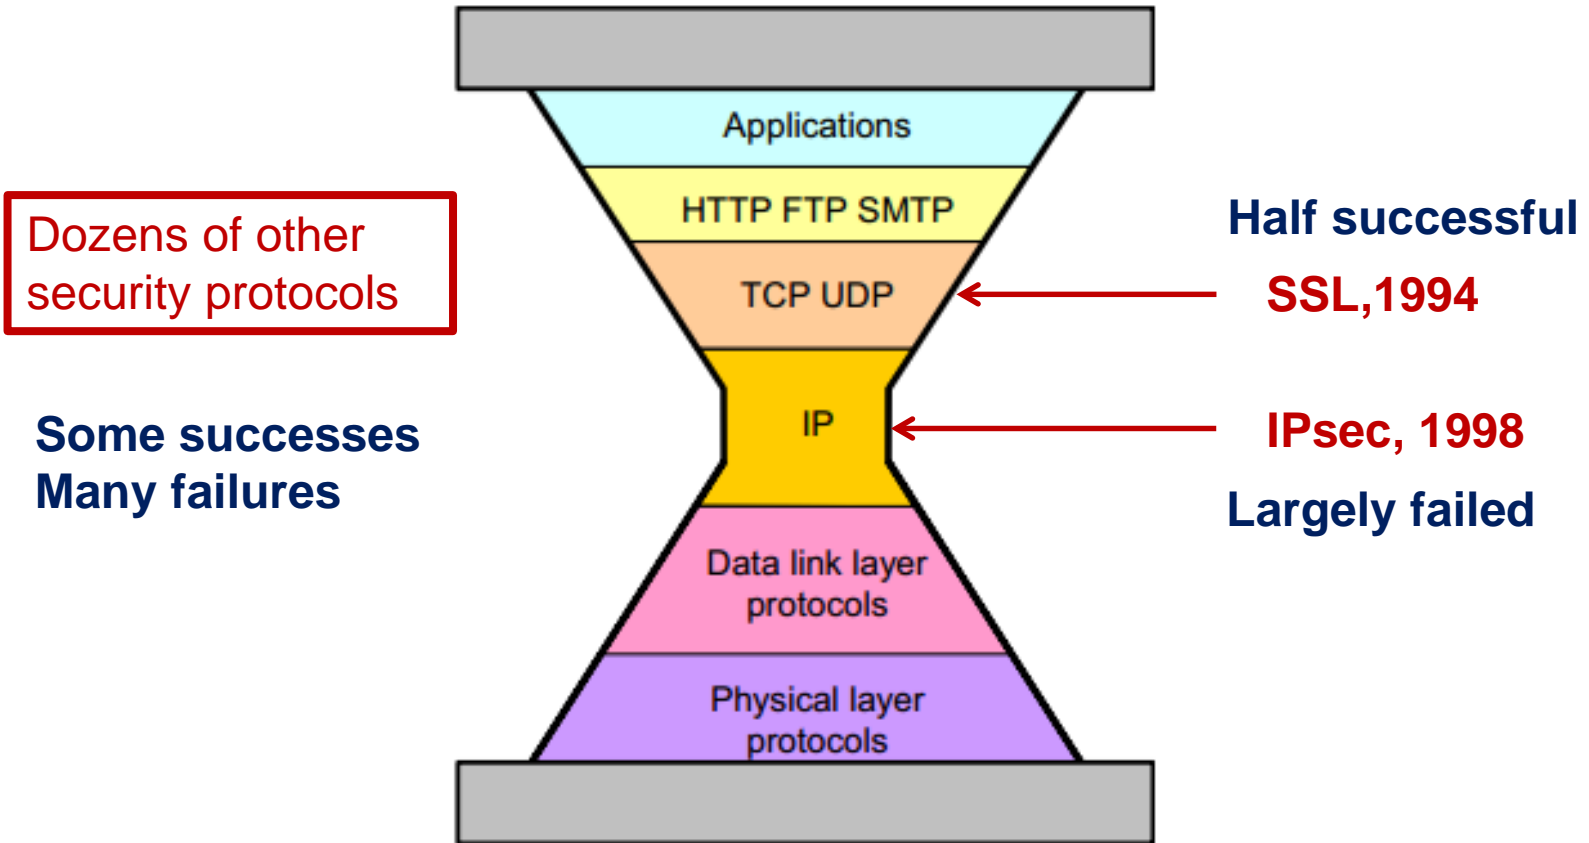 Applications
HTTP FTP SMTP
TCP UDP
IP
Data link layer
protocols
Physical layer
protocols
Dozens of other
security protocols
Some successes
Many failures
Half successful
SSL,1994
IPsec, 1998
Largely failed